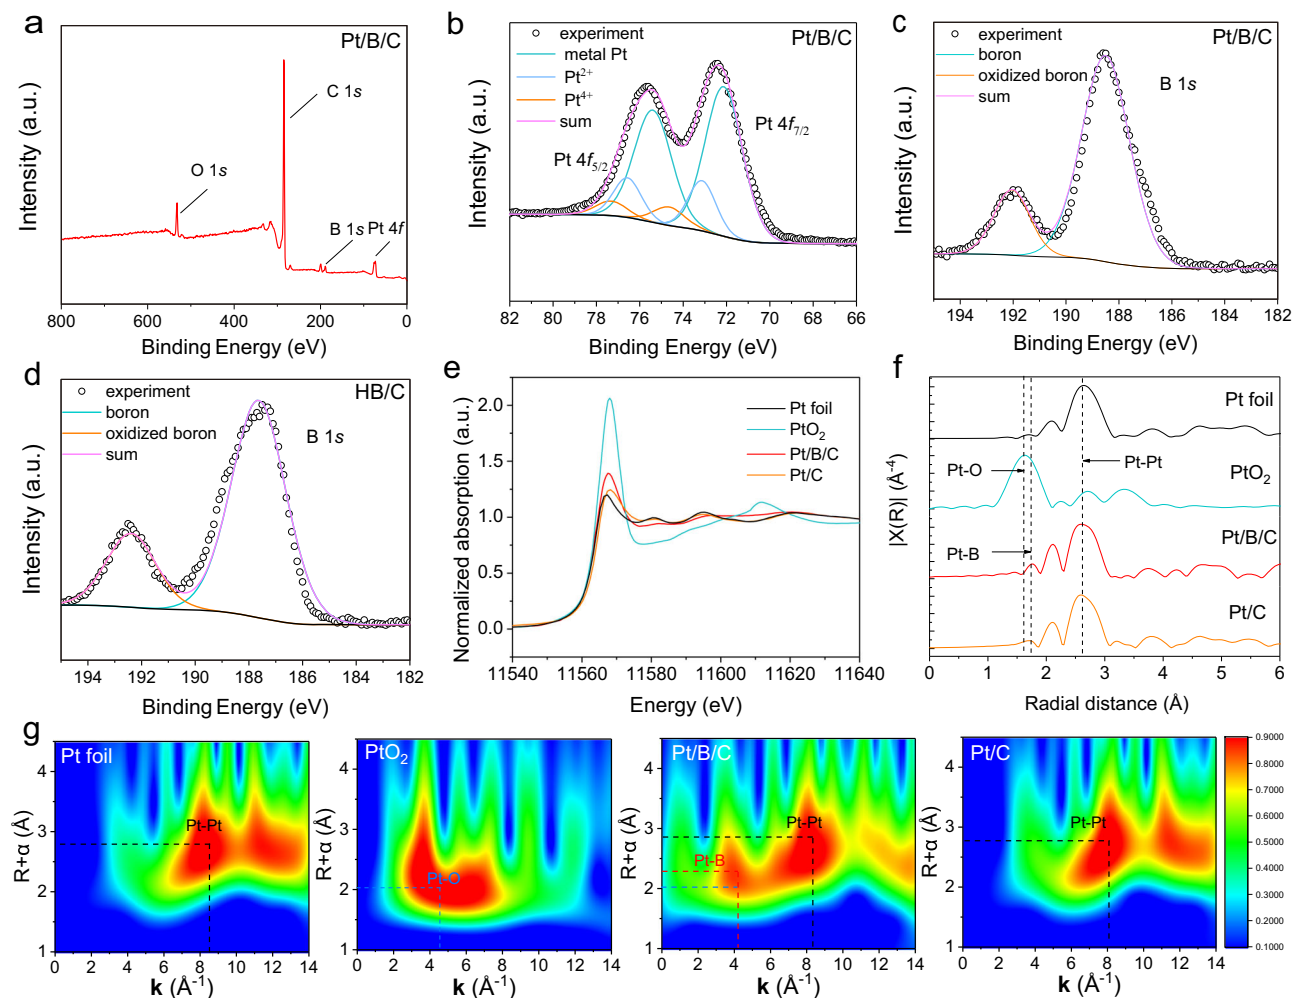 a
Pt/B/C
C 1s
O 1s
B 1s
Pt 4f
Intensity (a.u.)
800
600
400
200
0
Binding Energy (eV)
b
Pt/B/C
experiment
metal Pt
Pt2+
Pt4+
sum
Pt 4f7/2
Pt 4f5/2
Intensity (a.u.)
82
80
78
76
74
72
70
68
66
Binding Energy (eV)
c
Pt/B/C
experiment
boron
oxidized boron
sum
B 1s
Intensity (a.u.)
194
192
190
188
186
184
182
Binding Energy (eV)
d
HB/C
experiment
boron
oxidized boron
sum
B 1s
Intensity (a.u.)
194
192
190
188
186
184
182
Binding Energy (eV)
e
Pt foil
PtO2
Pt/B/C
Pt/C
Normalized absorption (a.u.)
2.0
1.5
1.0
0.5
0.0
11540
11560
11580
11600
11620
11640
Energy (eV)
f
Pt foil
Pt-O
Pt-Pt
PtO2
Pt-B
Pt/B/C
Pt/C
|X(R)| (Å-4)
0
1
2
3
4
5
6
Radial distance (Å)
g
Pt foil
Pt-Pt
R+α (Å)
4
3
2
1
0
2
4
6
8
10
12
14
k (Å-1)
PtO2
Pt-O
R+α (Å)
4
3
2
1
0
2
4
6
8
10
12
14
k (Å-1)
Pt/B/C
Pt-Pt
Pt-B
R+α (Å)
4
3
2
1
0
2
4
6
8
10
12
14
k (Å-1)
Pt/C
Pt-Pt
R+α (Å)
4
3
2
1
0
2
4
6
8
10
12
14
k (Å-1)
0.9000
0.8000
0.7000
0.6000
0.5000
0.4000
0.3000
0.2000
0.1000